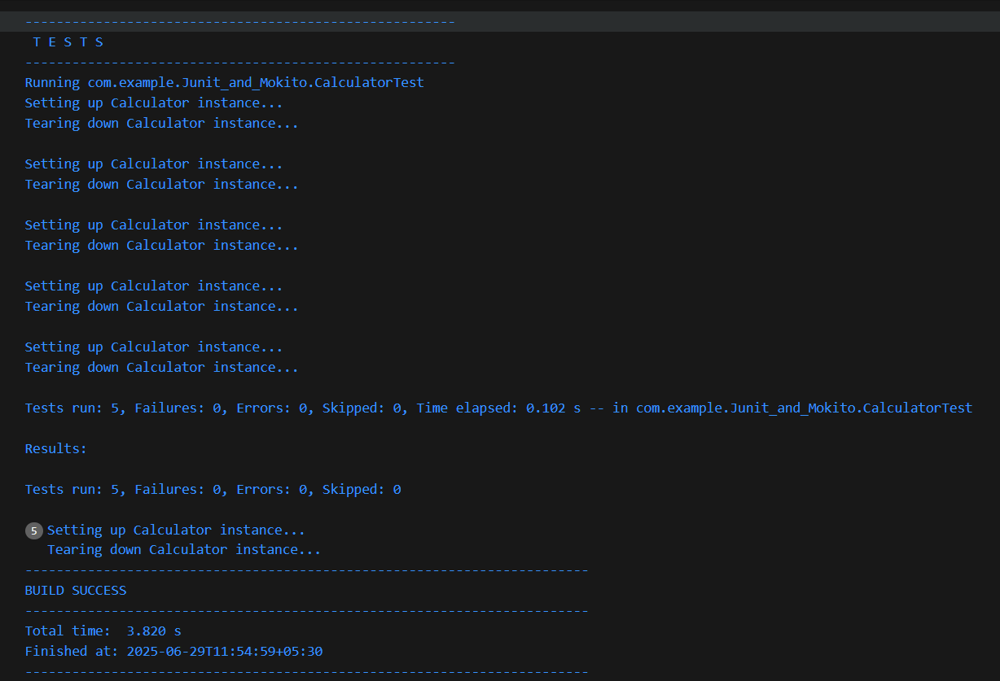 -------------------------------------------------------
T E S T S
-------------------------------------------------------
Running com.example.Junit_and_Mokito.CalculatorTest
Setting up Calculator instance...
Tearing down Calculator instance...
Setting up Calculator instance...
Tearing down Calculator instance...
Setting up Calculator instance...
Tearing down Calculator instance...
Setting up Calculator instance...
Tearing down Calculator instance...
Setting up Calculator instance...
Tearing down Calculator instance...
Tests run: 5, Failures: 0, Errors: 0, Skipped: 0, Time elapsed: 0.102 s -- in com.example.Junit_and_Mokito.CalculatorTest
Results:
Tests run: 5, Failures: 0, Errors: 0, Skipped: 0
5 Setting up Calculator instance...
Tearing down Calculator instance...
------------------------------------------------------------------------
BUILD SUCCESS
------------------------------------------------------------------------
Total time:  3.820 s
Finished at: 2025-06-29T11:54:59+05:30
------------------------------------------------------------------------